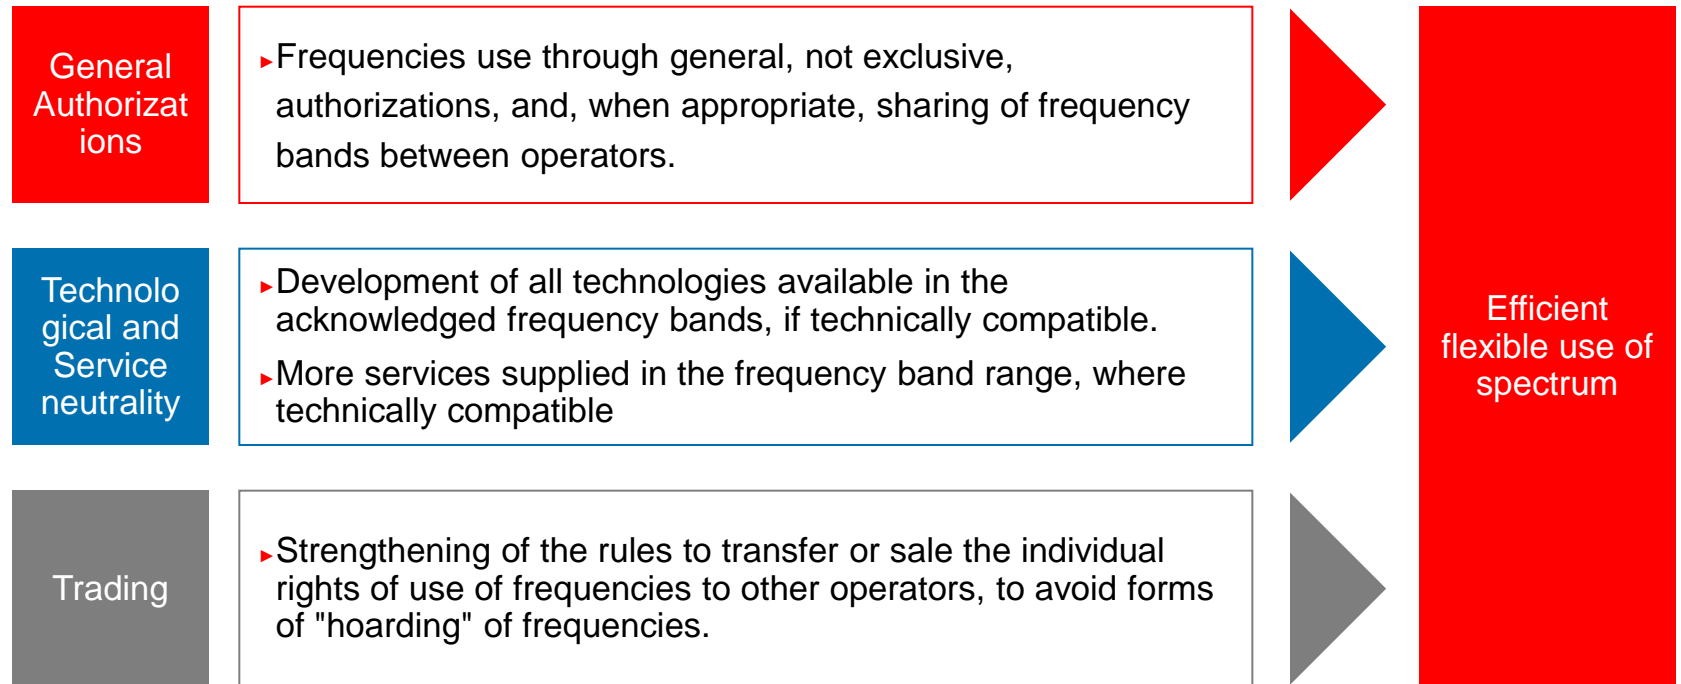 General
Authorizat
ions
►Frequencies use through general, not exclusive,
authorizations, and, when appropriate, sharing of frequency
bands between operators.
Technolo
gical and
Service
neutrality
►Development of all technologies available in the
acknowledged frequency bands, if technically compatible.
►More services supplied in the frequency band range, where
technically compatible
Trading
►Strengthening of the rules to transfer or sale the individual
rights of use of frequencies to other operators, to avoid forms
of "hoarding" of frequencies.
Efficient
flexible use of
spectrum